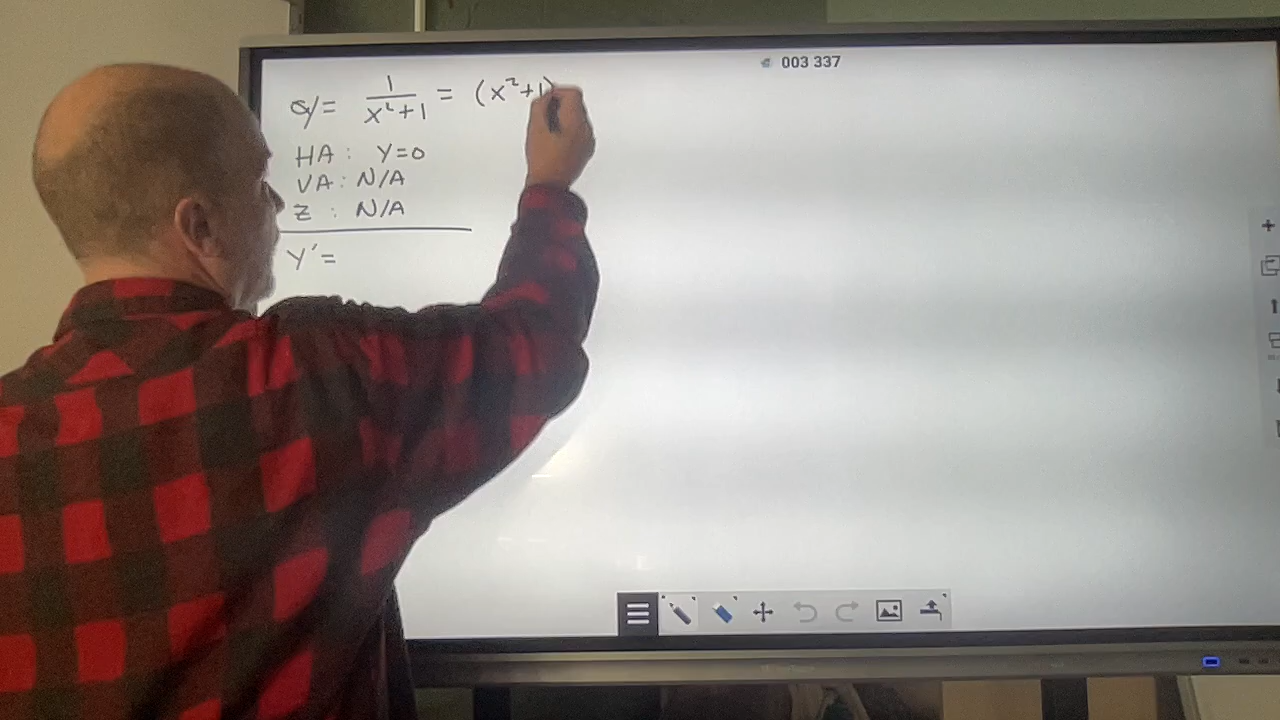 003 337
y= 1/(x²+1) = (x²+1)
HA: Y=0
VA: N/A
Z: N/A
Y'=